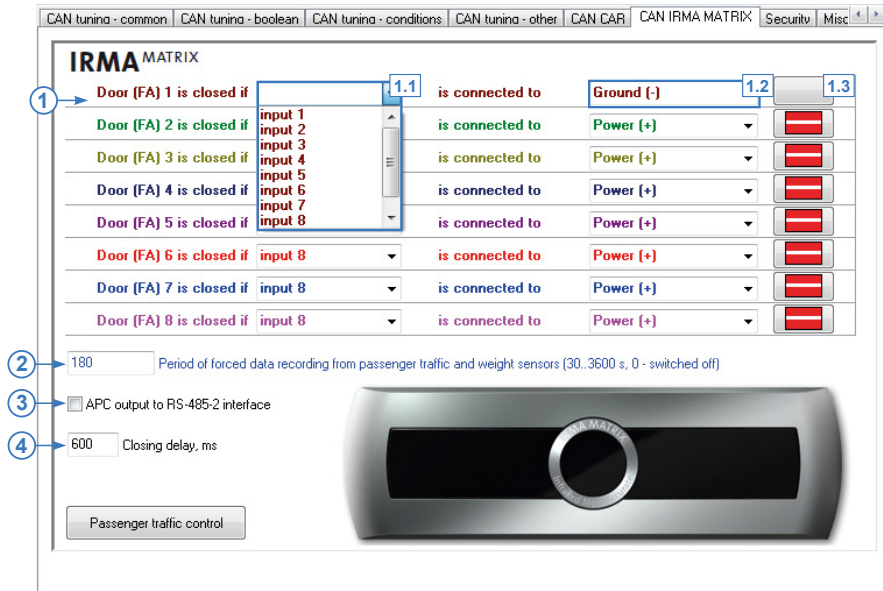 CAN tuning - common CAN tuning - boolean CAN tuning - conditions CAN tuning - other CAN CAR CAN IRMA MATRIX Security Misc
IRMA MATRIX
1 Door (FA) 1 is closed if 1.1 is connected to Ground (-) 1.2 1.3
Door (FA) 2 is closed if input 1 is connected to Power (+)
input 2
Door (FA) 3 is closed if input 3 is connected to Power (+)
input 4
Door (FA) 4 is closed if input 5 is connected to Power (+)
input 6
input 7
Door (FA) 5 is closed if input 8 is connected to Power (+)
Door (FA) 6 is closed if input 8 is connected to Power (+)
Door (FA) 7 is closed if input 8 is connected to Power (+)
Door (FA) 8 is closed if input 8 is connected to Power (+)
2 180 Period of forced data recording from passenger traffic and weight sensors (30..3600 s, 0 - switched off)
3 APC output to RS-485-2 interface
4 600 Closing delay, ms
Passenger traffic control
IRMA MATRIX